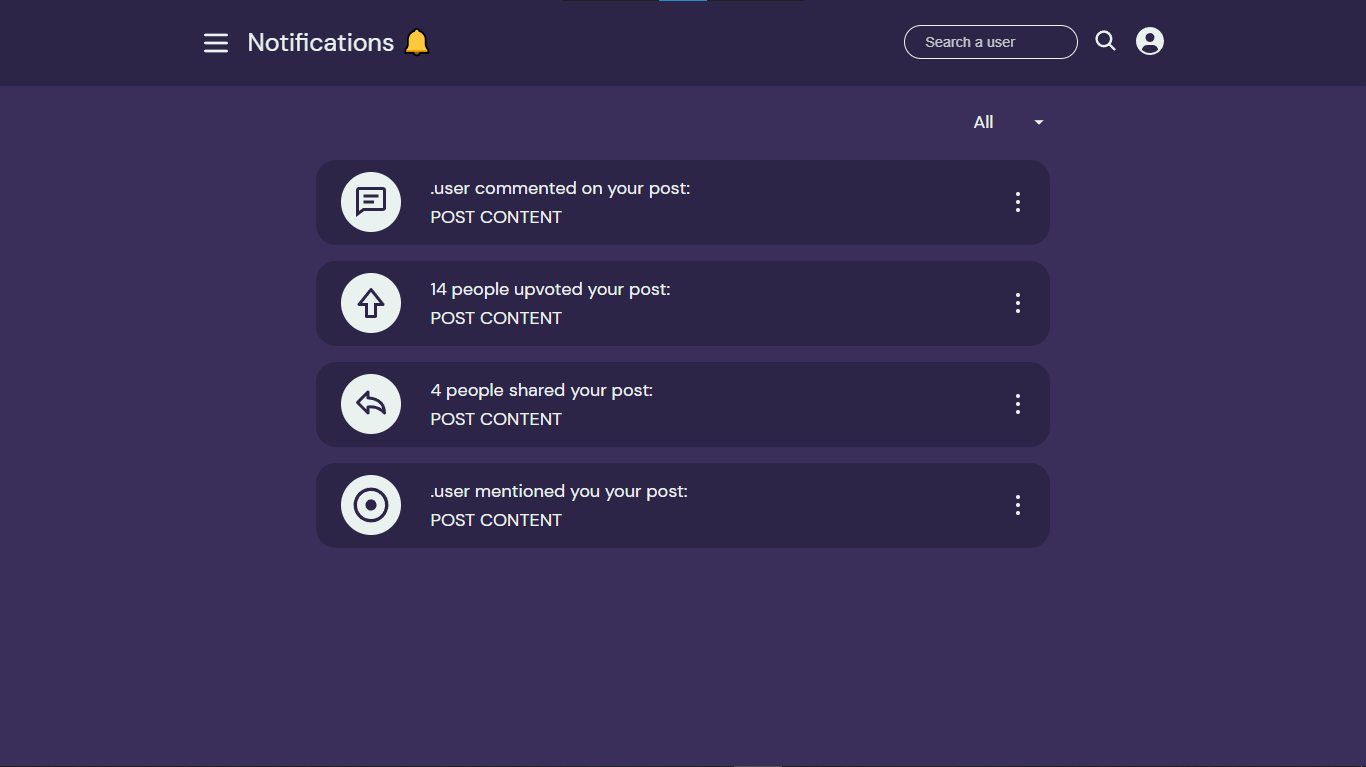 Notifications 🔔
Search a user
All
.user commented on your post:
POST CONTENT
14 people upvoted your post:
POST CONTENT
4 people shared your post:
POST CONTENT
.user mentioned you your post:
POST CONTENT